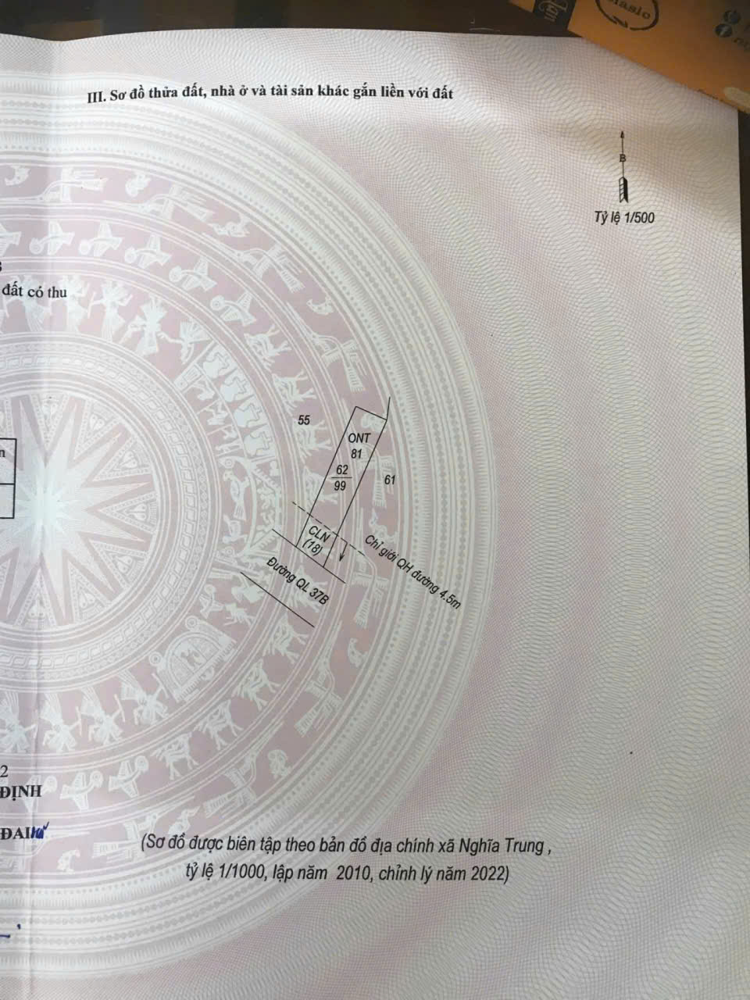 III. Sơ đồ thửa đất, nhà ở và tài sản khác gắn liền với đất
B
Tỷ lệ 1/500
đất có thu
55
ONT
81
62
99
61
CLN
(18)
Chỉ giới QH đường 4.5m
Đường QL 37B
2
ĐỊNH
ĐAI
(Sơ đồ được biên tập theo bản đồ địa chính xã Nghĩa Trung ,
tỷ lệ 1/1000, lập năm 2010, chỉnh lý năm 2022)